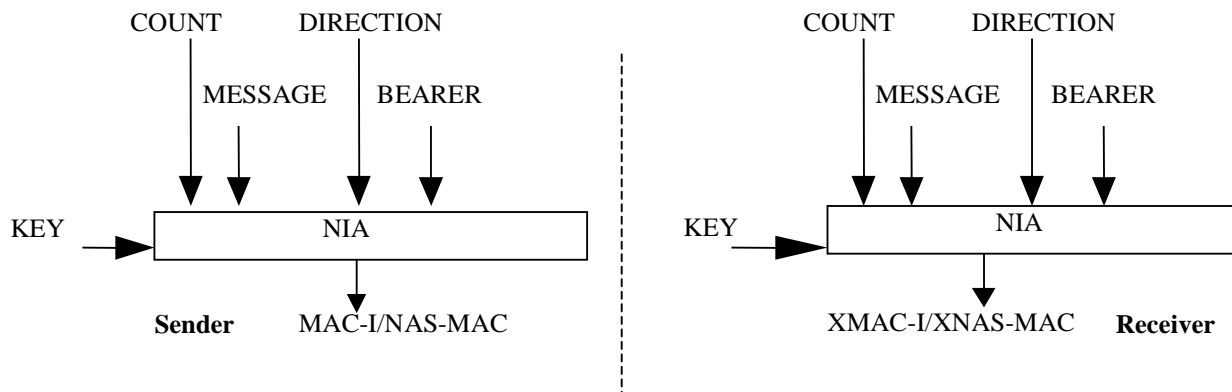 COUNT DIRECTION
MESSAGE BEARER
KEY NIA
Sender MAC-I/NAS-MAC
COUNT DIRECTION
MESSAGE BEARER
KEY NIA
XMAC-I/XNAS-MAC Receiver